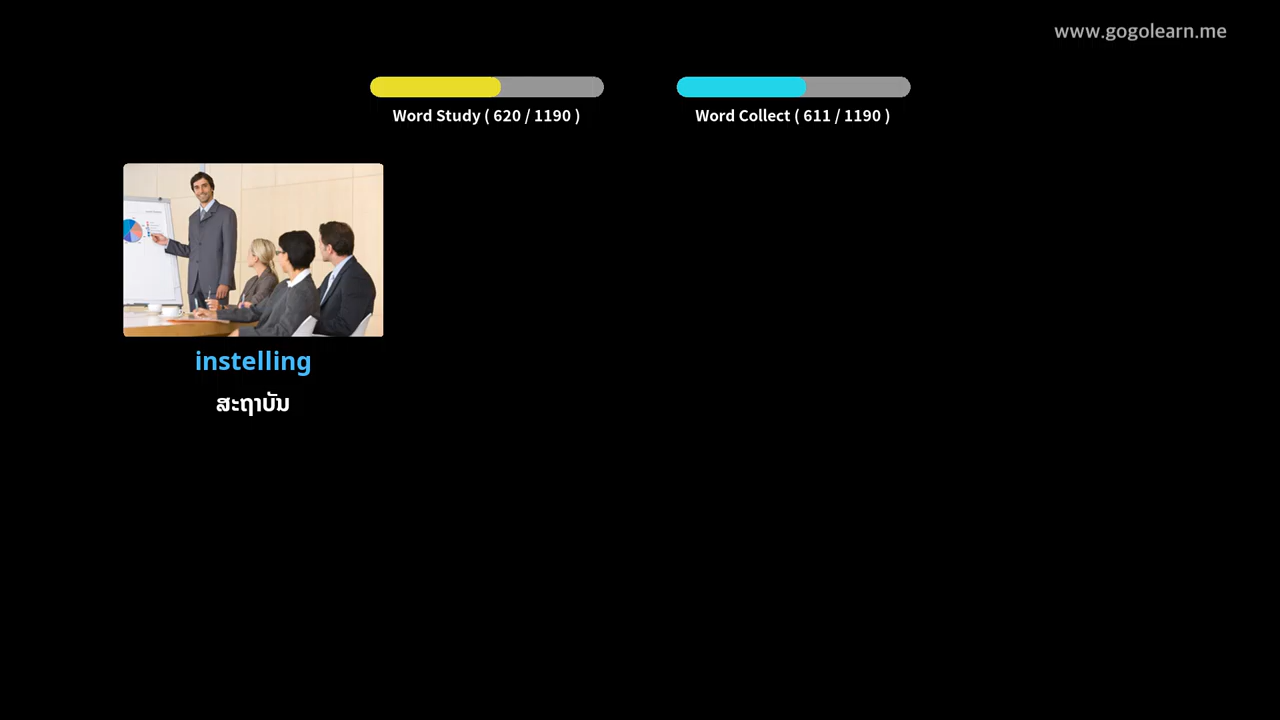 www.gogolearn.me
Word Study ( 620 / 1190 )
Word Collect ( 611 / 1190 )
instelling
ສະຖາບັນ